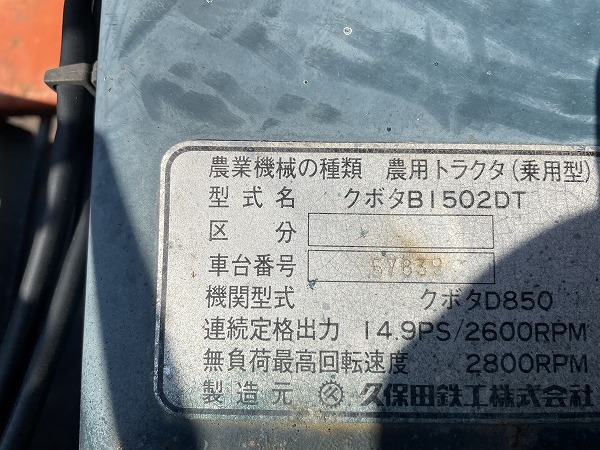 農業機械の種類 農用トラクタ(乗用型)
型式名 クボタB1502DT
区分
車台番号 57839
機関型式 クボタD850
連続定格出力 14.9PS/2600RPM
無負荷最高回転速度 2800RPM
製造元 久保田鉄工株式会社